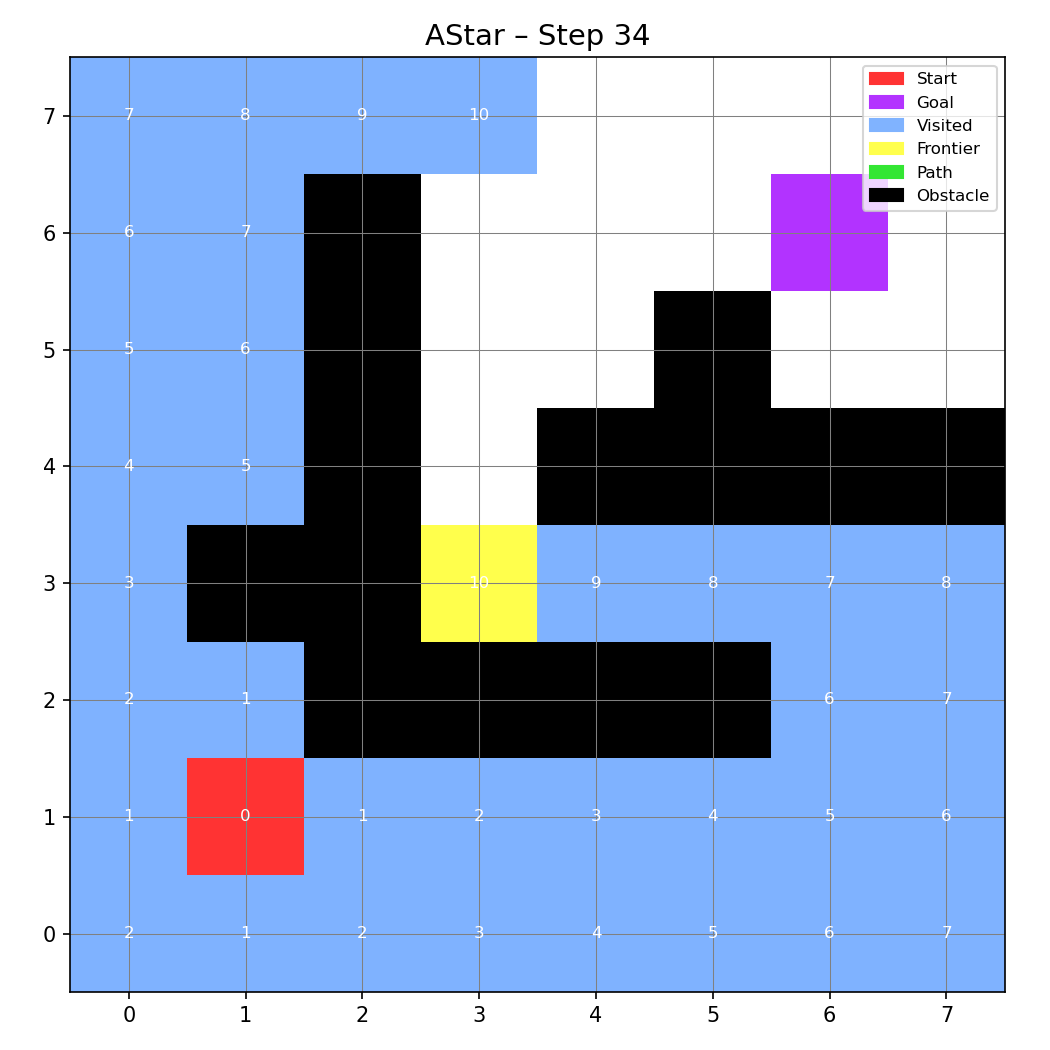 AStar – Step 34
Start
Goal
Visited
Frontier
Path
Obstacle
7 7 8 9 10
6 6 7
5 5 6
4 4 5
3 3 10 9 8 7 8
2 2 1 6 7
1 1 0 1 2 3 4 5 6
0 2 1 2 3 4 5 6 7
0 1 2 3 4 5 6 7